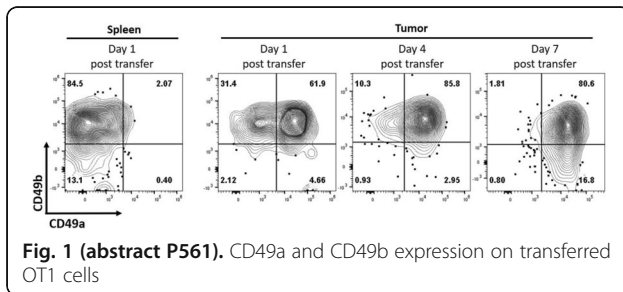 Spleen
Tumor
Day 1
post transfer
Day 1
post transfer
Day 4
post transfer
Day 7
post transfer
84.5 2.07
13.1 0.40
31.4 61.9
2.12 4.66
10.3 85.8
0.93 2.95
1.81 80.6
0.80 16.8
CD49b
CD49a
Fig. 1 (abstract P561). CD49a and CD49b expression on transferred
OT1 cells